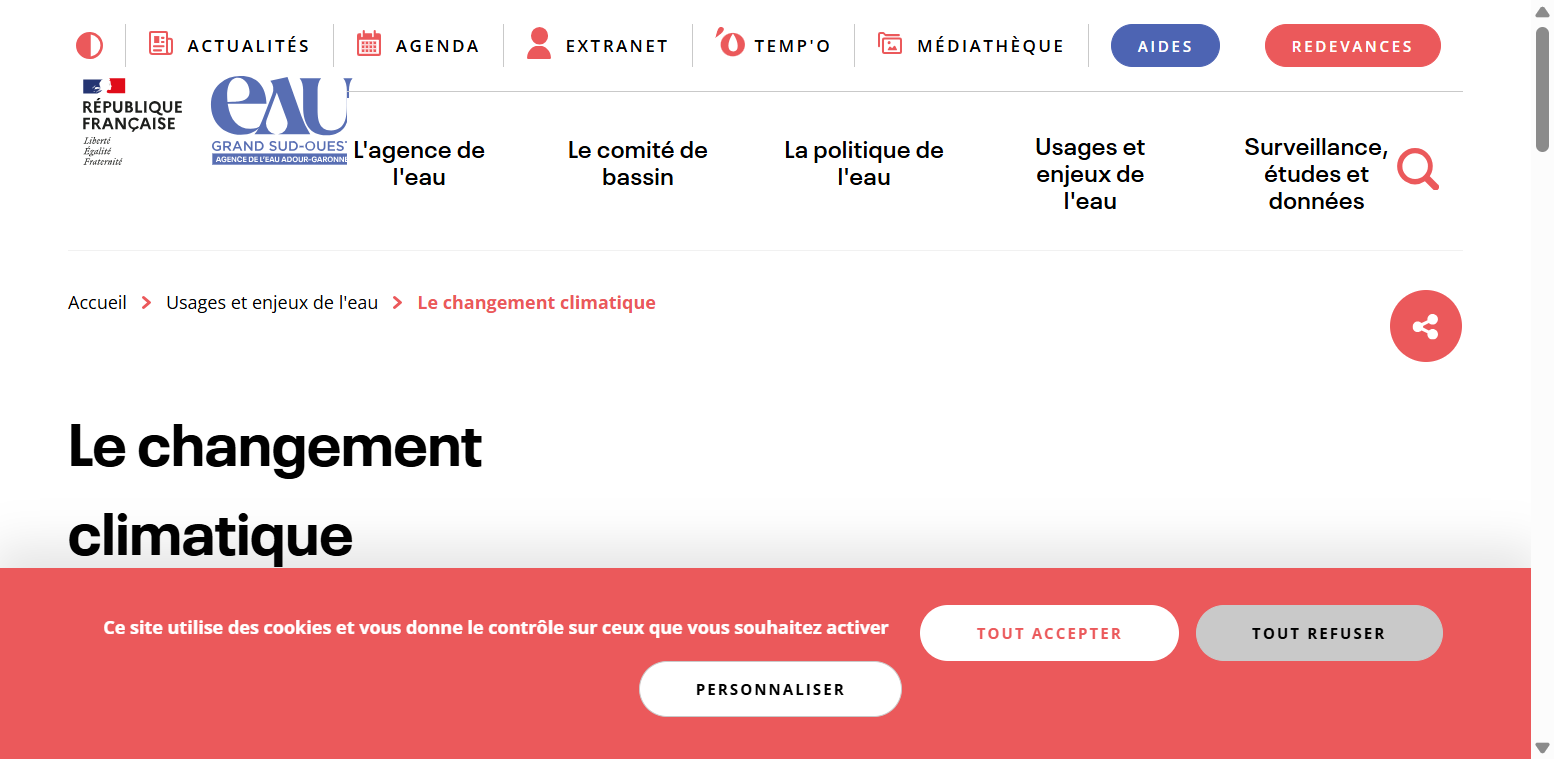 ACTUALITÉS AGENDA EXTRANET TEMP'O MÉDIATHÈQUE AIDES REDEVANCES
RÉPUBLIQUE
FRANÇAISE
Liberté
Égalité
Fraternité
eau
GRAND SUD-OUES
AGENCE DE L'EAU ADOUR-GARONNE
L'agence de
l'eau
Le comité de
bassin
La politique de
l'eau
Usages et
enjeux de
l'eau
Surveillance,
études et
données
Accueil Usages et enjeux de l'eau Le changement climatique
Le changement
climatique
Ce site utilise des cookies et vous donne le contrôle sur ceux que vous souhaitez activer
TOUT ACCEPTER
TOUT REFUSER
PERSONNALISER